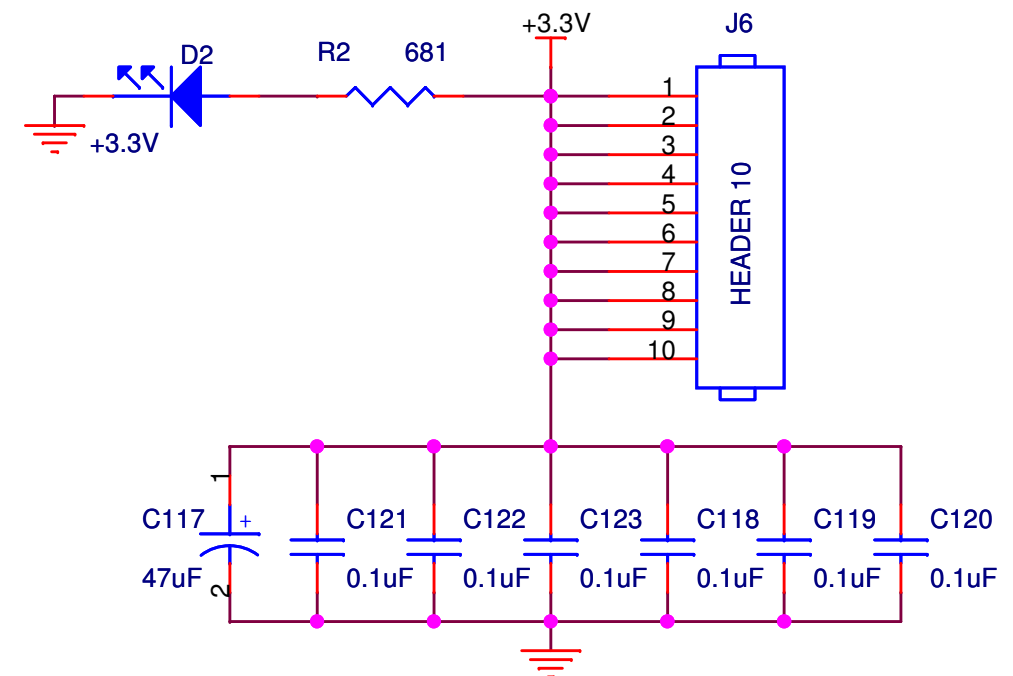 +3.3V
J6
D2
R2
681
+3.3V
1
2
3
4
5
6
7
8
9
10
HEADER 10
1
C117
+
47uF
2
C121
0.1uF
C122
0.1uF
C123
0.1uF
C118
0.1uF
C119
0.1uF
C120
0.1uF